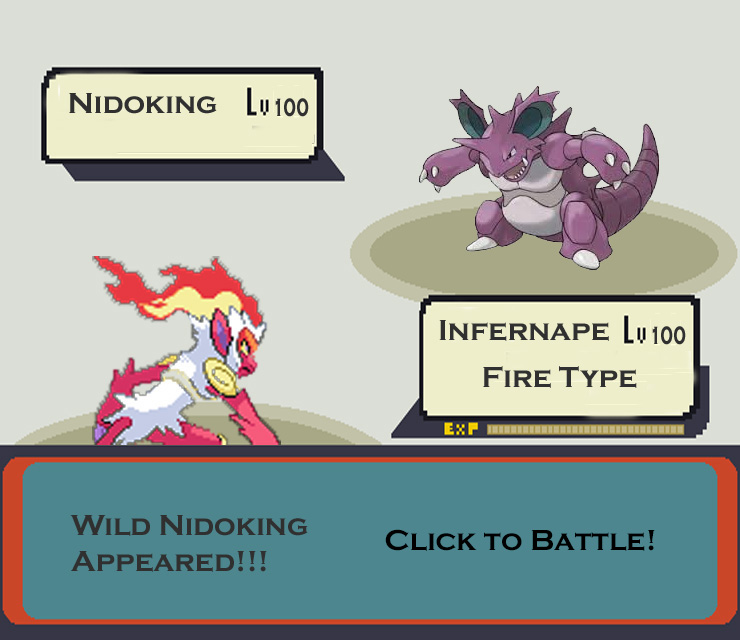 Nidoking Lv100
Infernape Lv100
Fire Type
EXP
Wild Nidoking
Appeared!!!
Click to Battle!